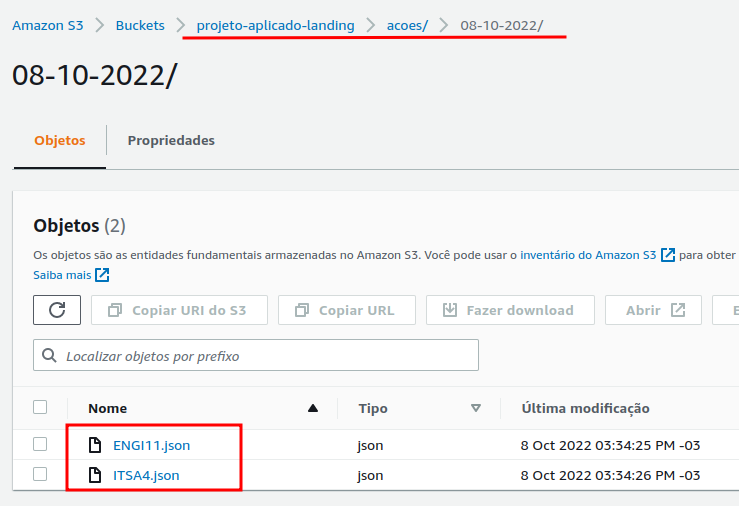 Amazon S3 > Buckets > projeto-aplicado-landing > acoes/ > 08-10-2022/
08-10-2022/
Objetos Propriedades
Objetos (2)
Os objetos são as entidades fundamentais armazenadas no Amazon S3. Você pode usar o inventário do Amazon S3 para obter
Saiba mais
Copiar URI do S3 Copiar URL Fazer download Abrir E
Localizar objetos por prefixo
Nome Tipo Última modificação
ENGI11.json json 8 Oct 2022 03:34:25 PM -03
ITSA4.json json 8 Oct 2022 03:34:26 PM -03